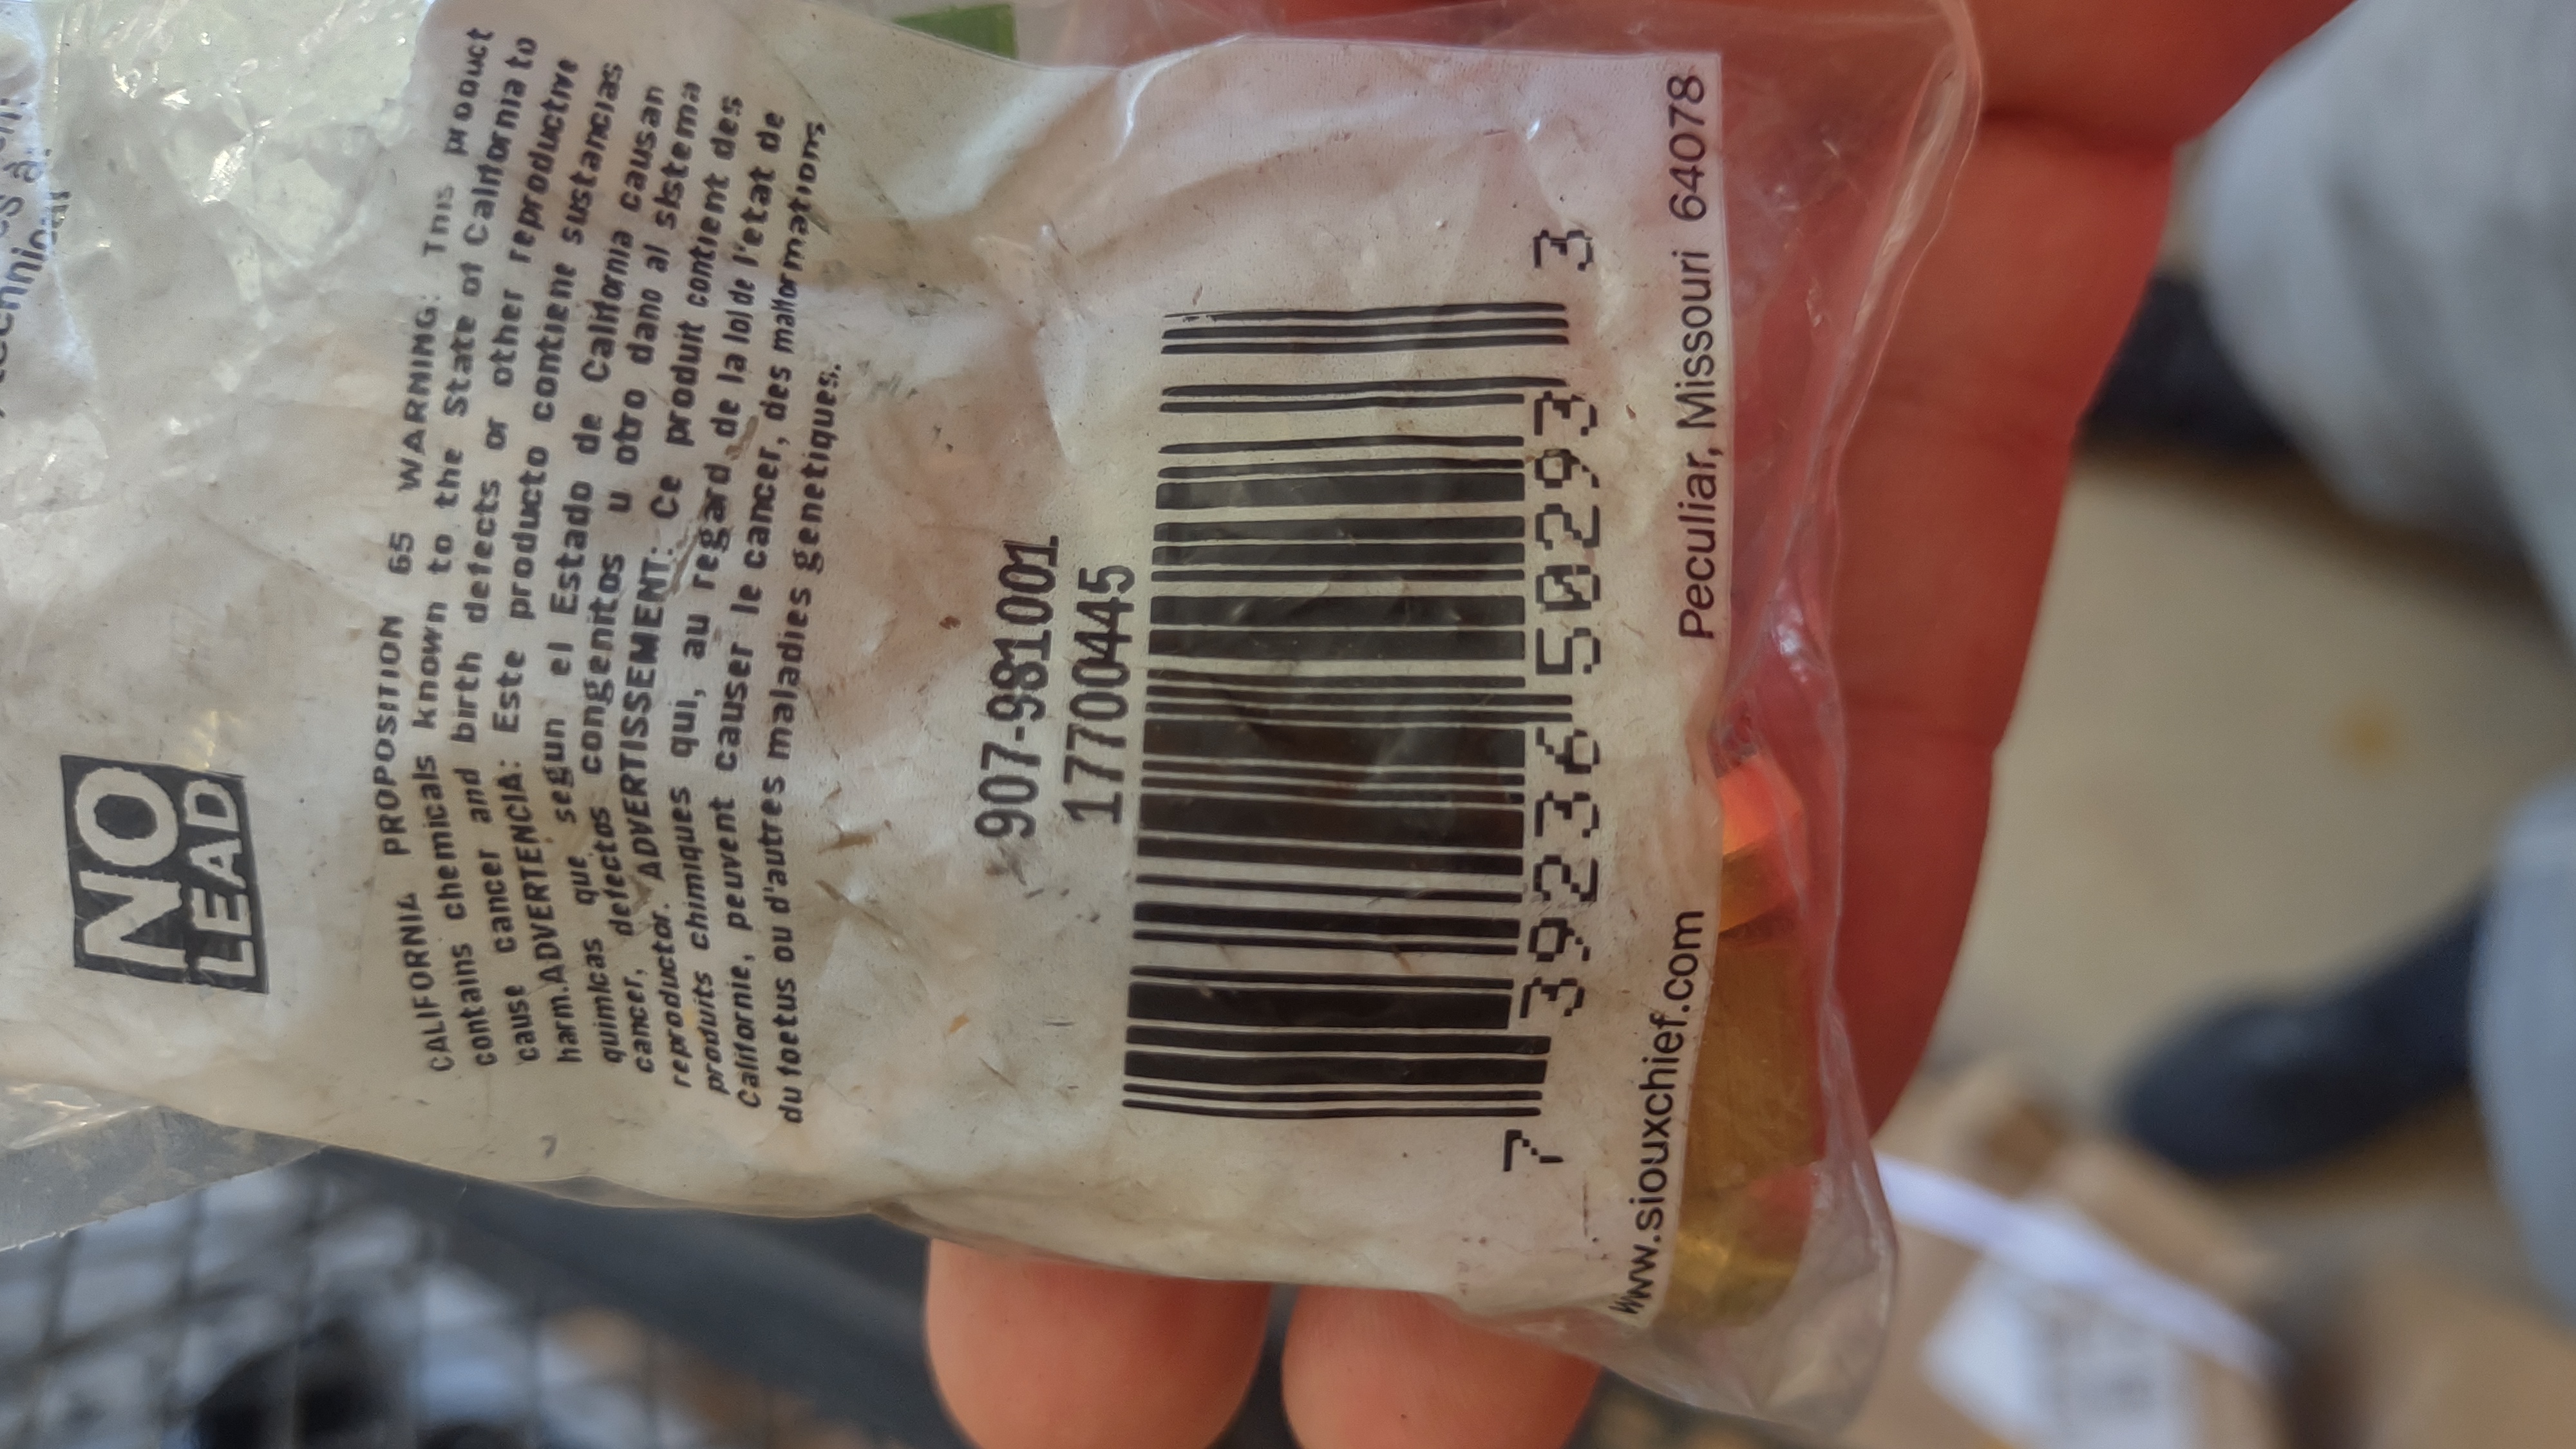 NO
LEAD
CALIFORNIA PROPOSITION 65 WARNING: This product
contains chemicals known to the State of California to
cause cancer and birth defects or other reproductive
harm.ADVERTENCIA: Este producto contiene sustancias
quimicas que segun el Estado de California causan
cancer, defectos congenitos u otro dano al sistema
reproductor. ADVERTISSEMENT: Ce produit contient des
produits chimiques qui, au regard de la loi de l'etat de
Californie, peuvent causer le cancer, des malformations
du foetus ou d'autres maladies genetiques.
907-981001
17700445
7 39236 50293 3
www.siouxchief.com Peculiar, Missouri 64078